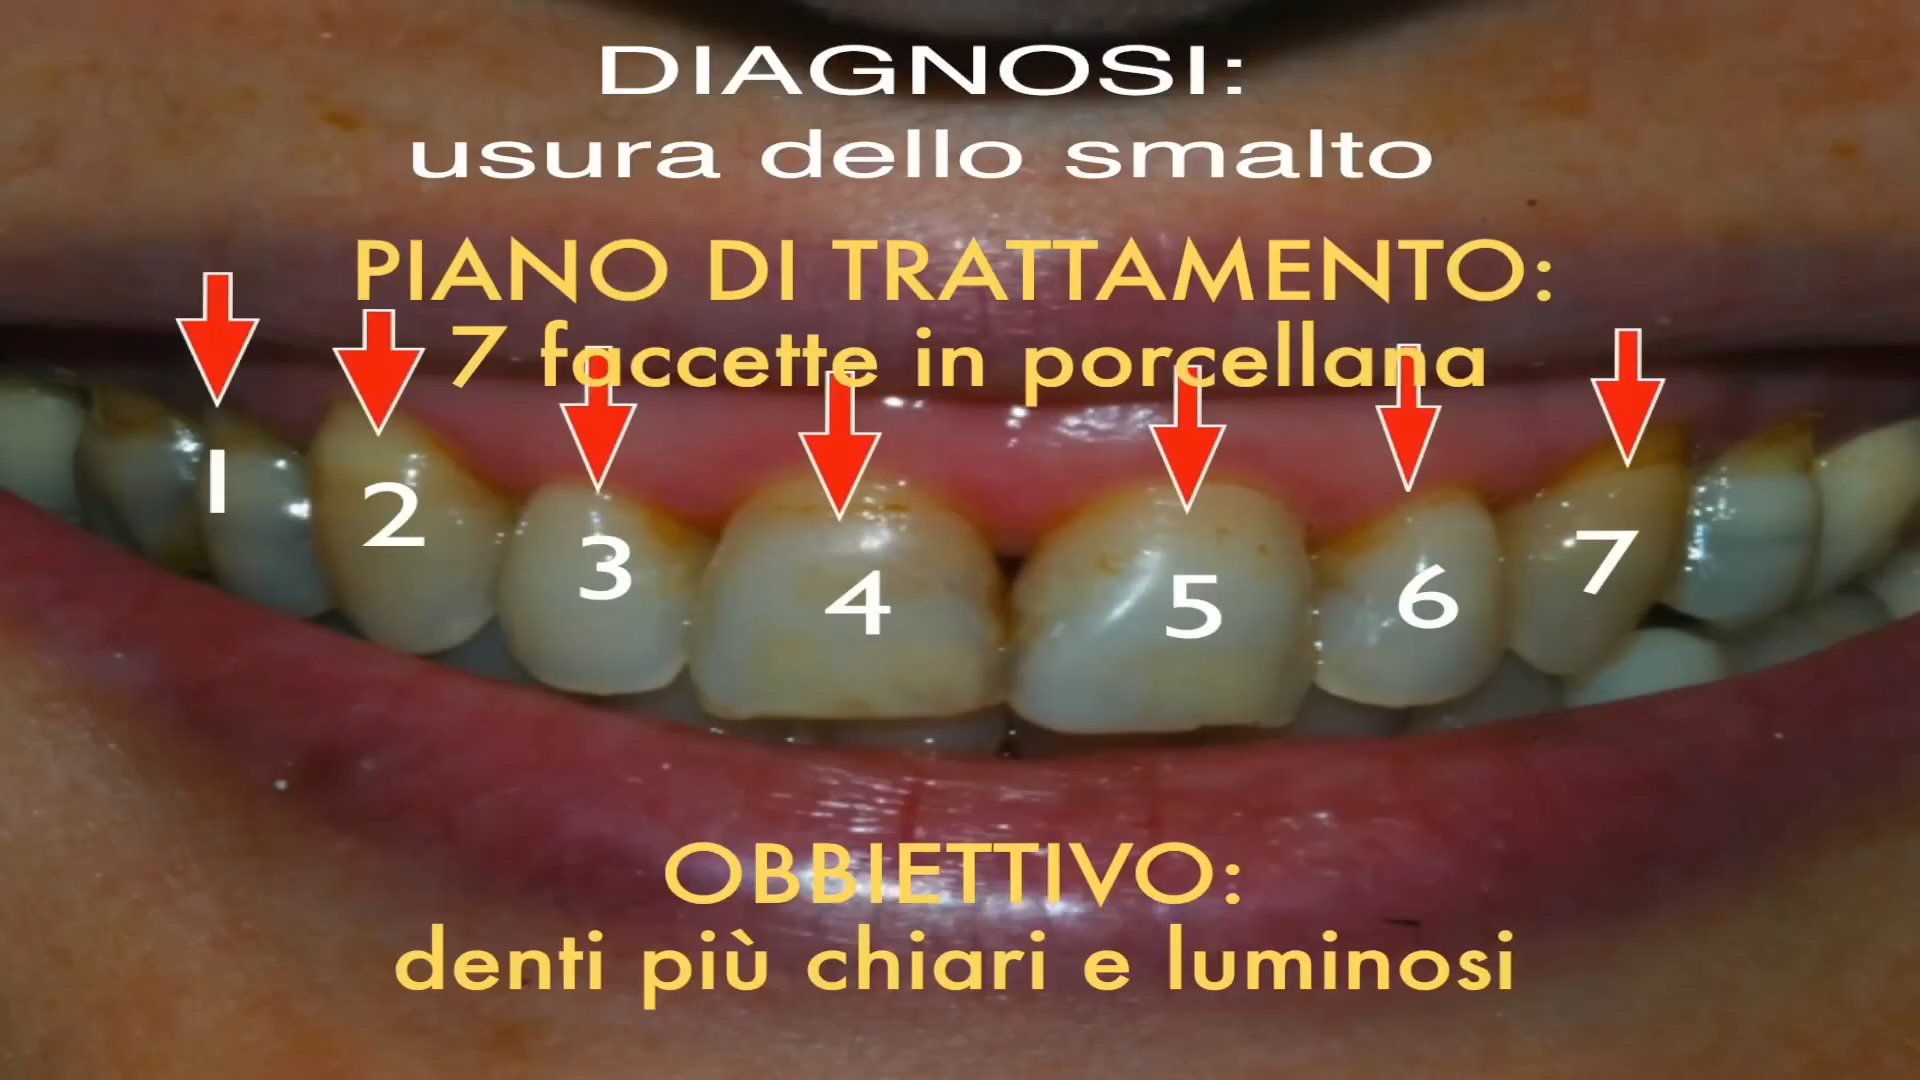 DIAGNOSI:
usura dello smalto
PIANO DI TRATTAMENTO:
7 faccette in porcellana
1 2 3 4 5 6 7
OBBIETTIVO:
denti più chiari e luminosi